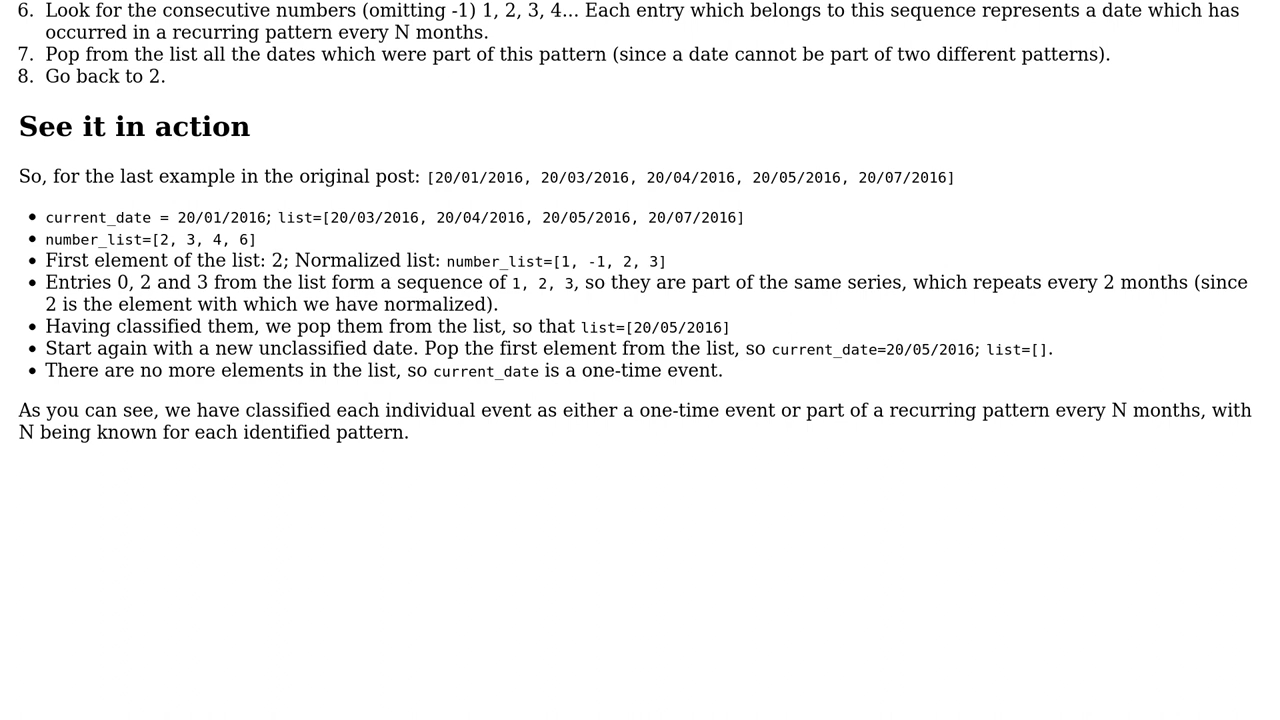 6. Look for the consecutive numbers (omitting -1) 1, 2, 3, 4... Each entry which belongs to this sequence represents a date which has
occurred in a recurring pattern every N months.
7. Pop from the list all the dates which were part of this pattern (since a date cannot be part of two different patterns).
8. Go back to 2.
See it in action
So, for the last example in the original post: [20/01/2016, 20/03/2016, 20/04/2016, 20/05/2016, 20/07/2016]
• current_date = 20/01/2016; list=[20/03/2016, 20/04/2016, 20/05/2016, 20/07/2016]
• number_list=[2, 3, 4, 6]
• First element of the list: 2; Normalized list: number_list=[1, -1, 2, 3]
• Entries 0, 2 and 3 from the list form a sequence of 1, 2, 3, so they are part of the same series, which repeats every 2 months (since
2 is the element with which we have normalized).
• Having classified them, we pop them from the list, so that list=[20/05/2016]
• Start again with a new unclassified date. Pop the first element from the list, so current_date=20/05/2016; list=[].
• There are no more elements in the list, so current_date is a one-time event.
As you can see, we have classified each individual event as either a one-time event or part of a recurring pattern every N months, with
N being known for each identified pattern.